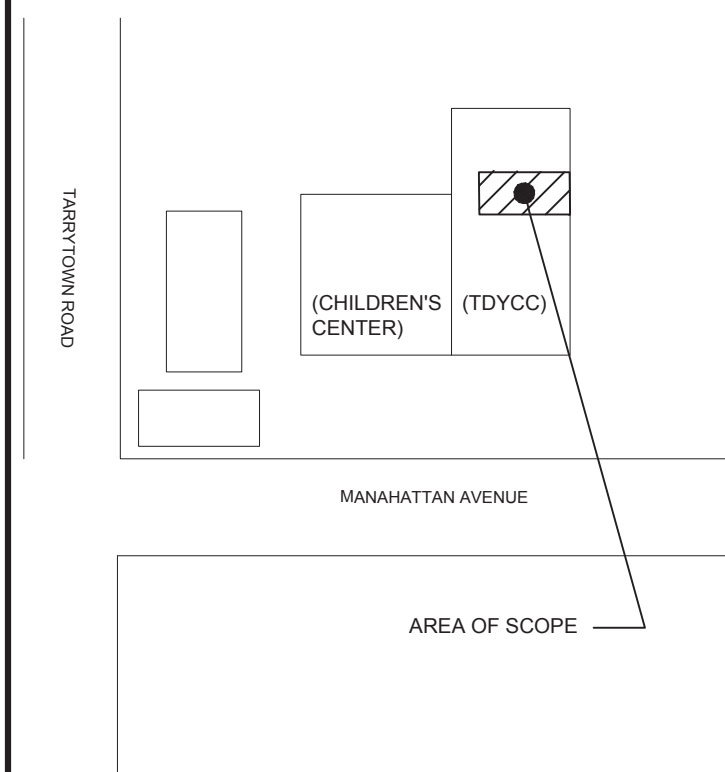 TARRYTOWN ROAD
(CHILDREN'S
CENTER)
(TDYCC)
MANAHATTAN AVENUE
AREA OF SCOPE